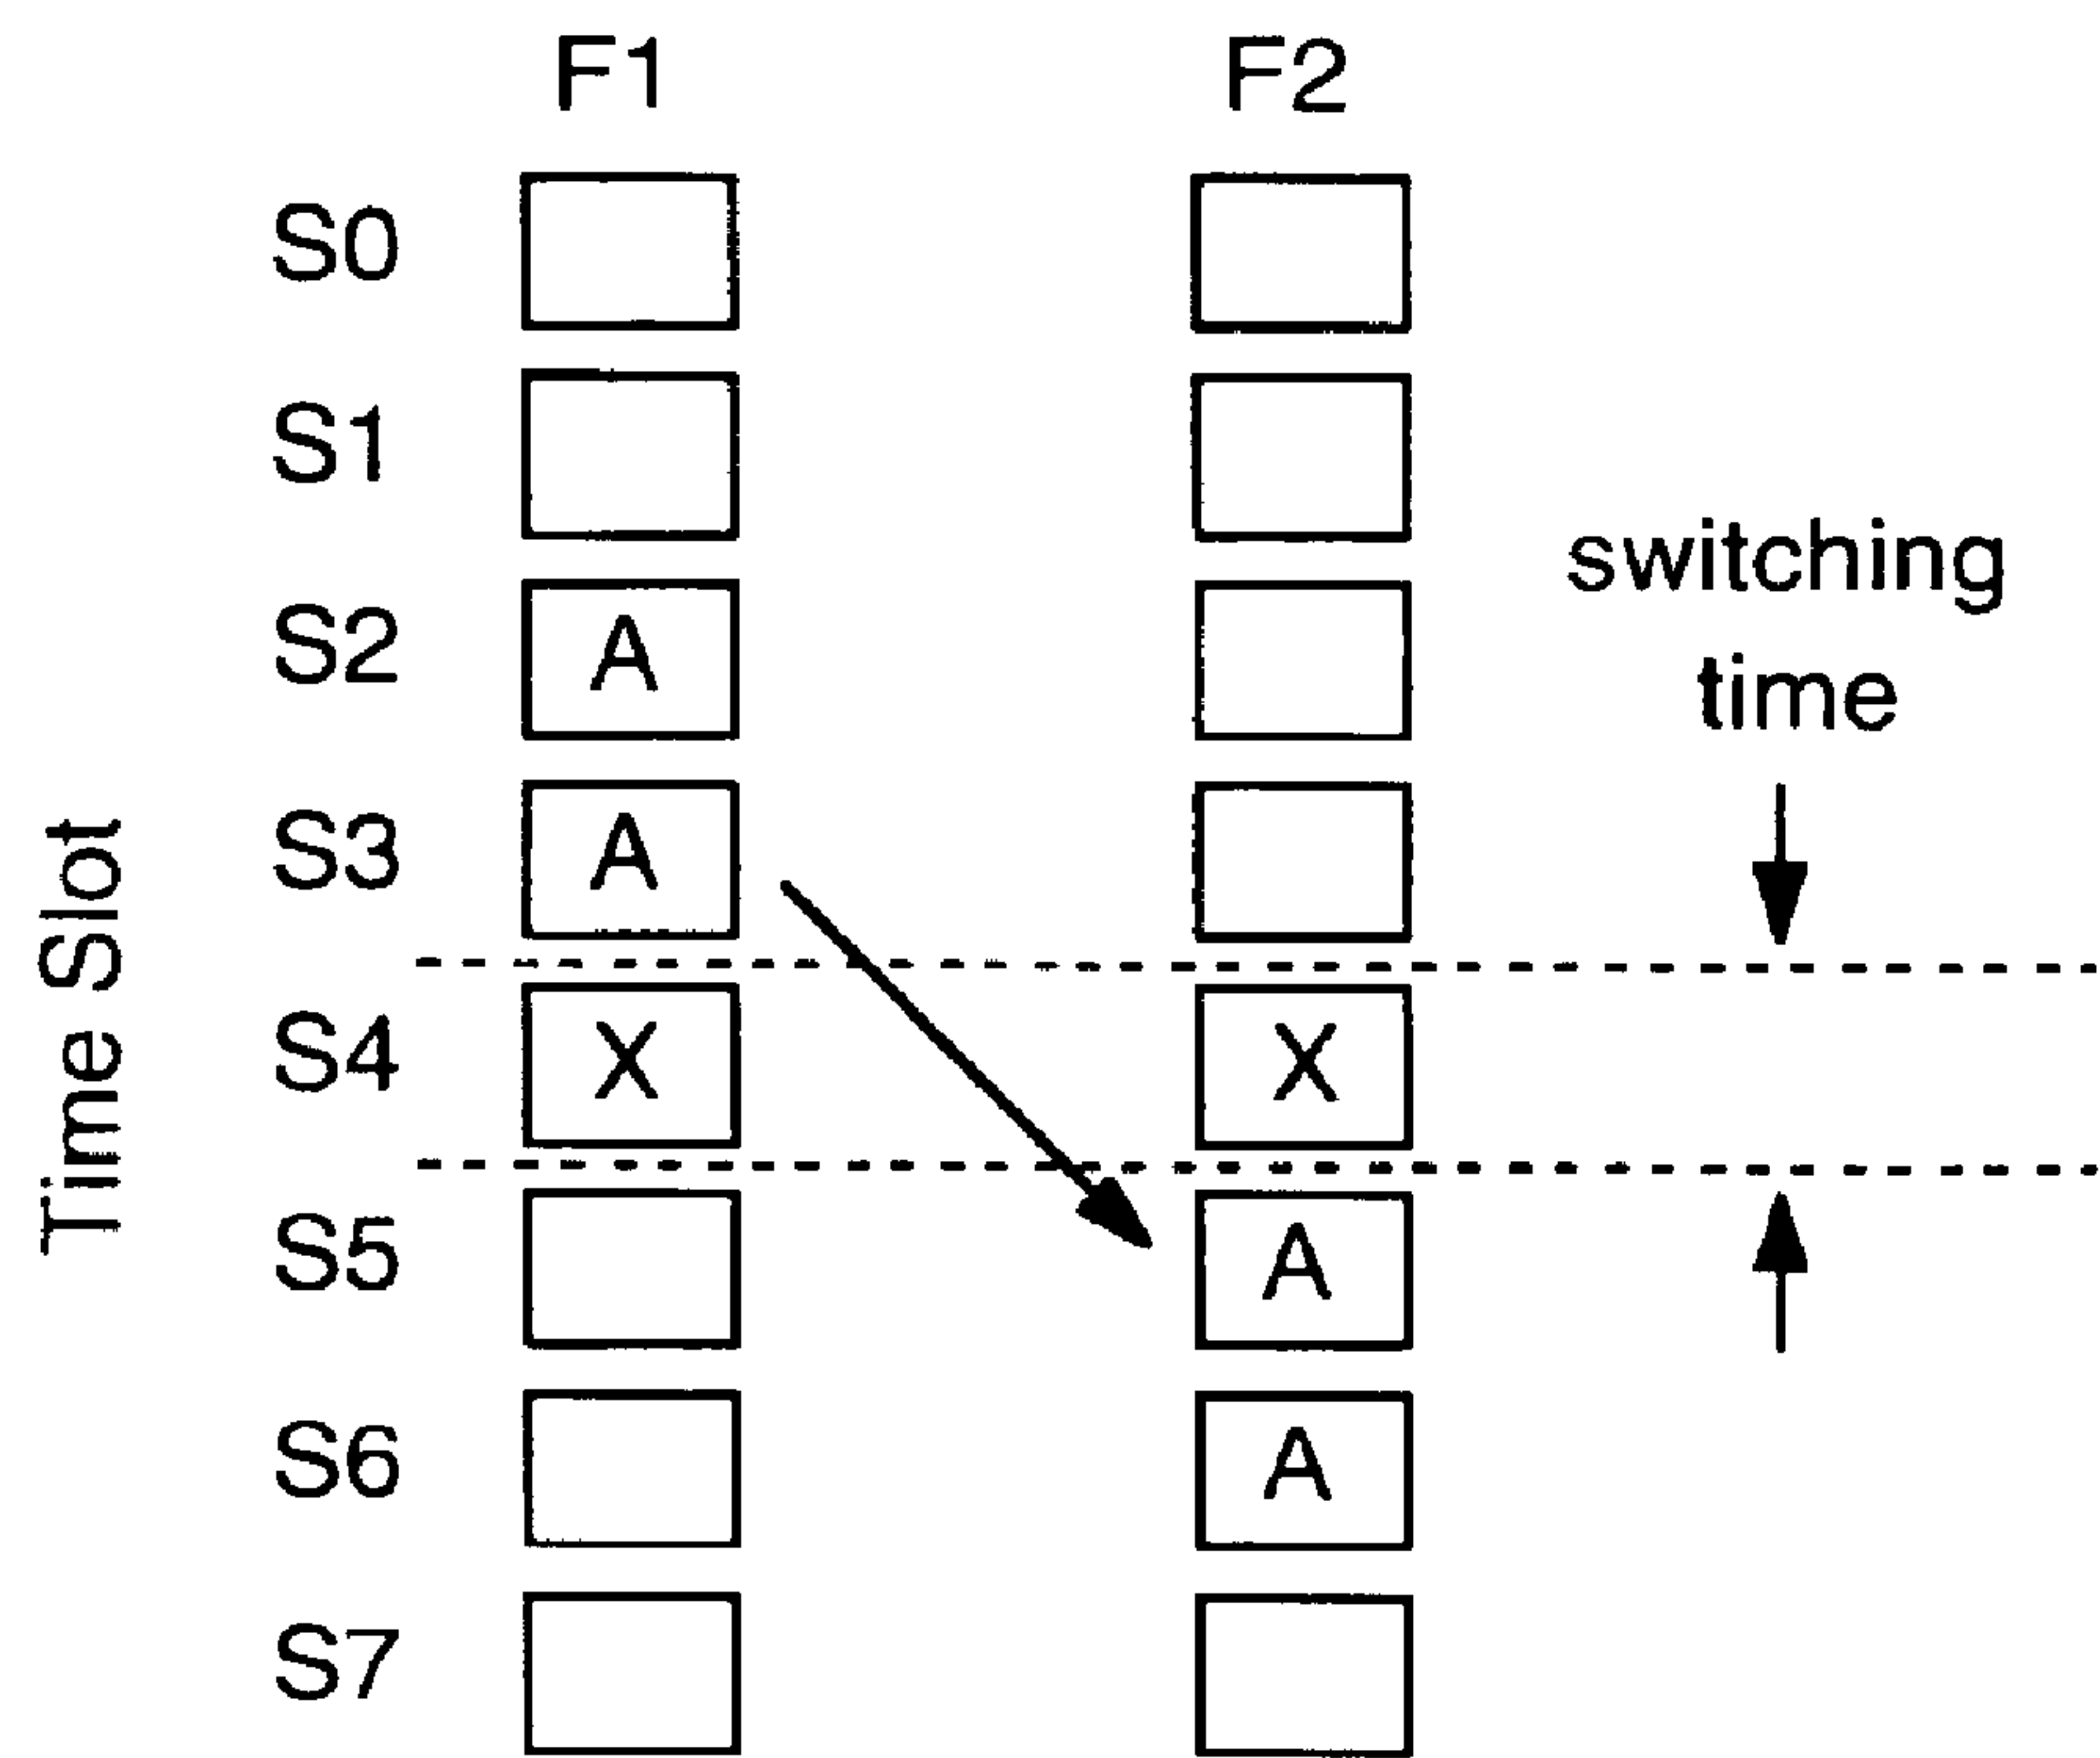 F1 F2
S0
S1
switching
time
S2 A
S3 A
Time Slot
S4 X X
S5 A
S6 A
S7